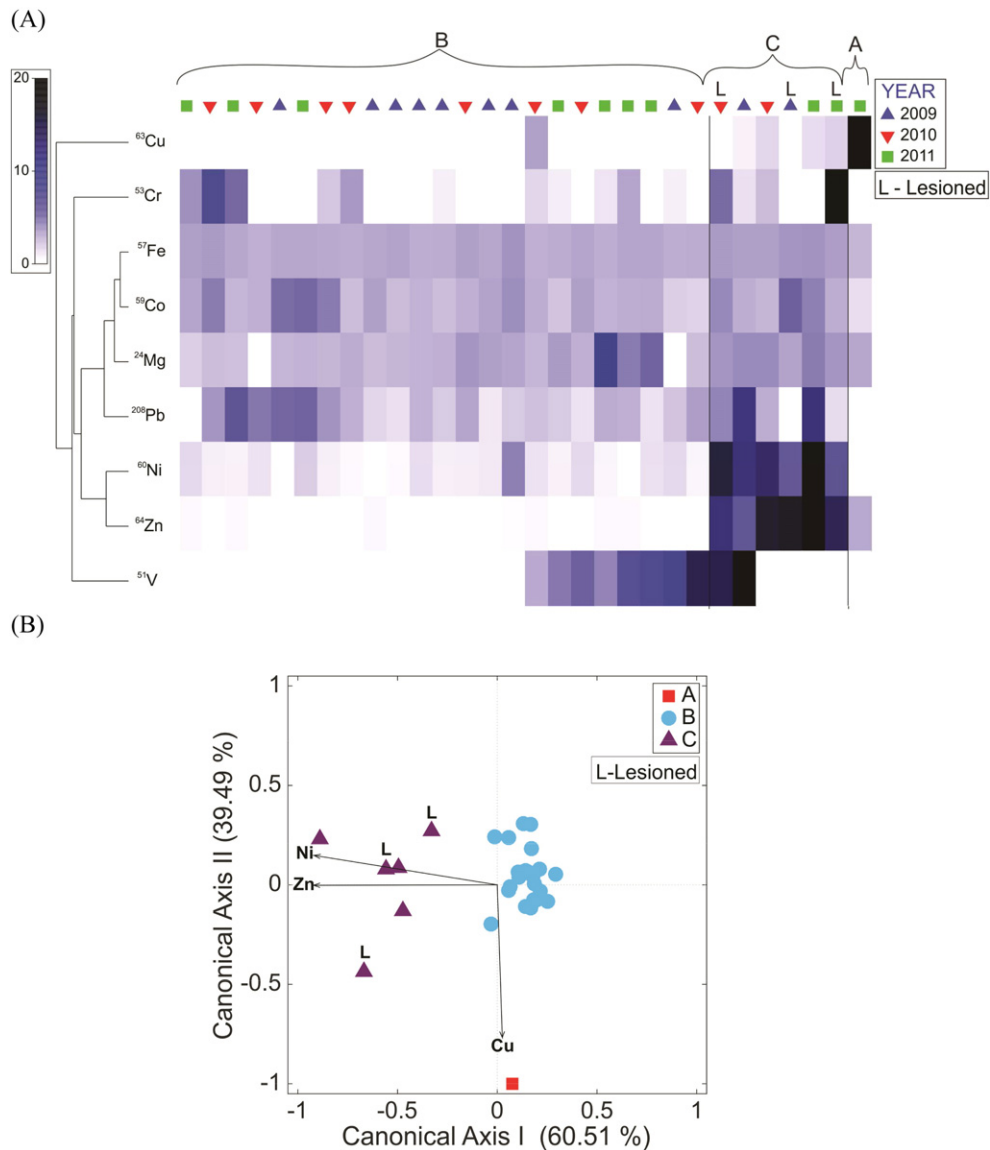 (A)
B
C
A
20
10
0
L
L
L
YEAR
2009
2010
2011
L - Lesioned
⁶³Cu
⁵³Cr
⁵⁷Fe
⁵⁹Co
²⁴Mg
²⁰⁸Pb
⁶⁰Ni
⁶⁴Zn
⁵¹V
(B)
1
0.5
0
-0.5
-1
Canonical Axis II (39.49 %)
A
B
C
L-Lesioned
L
L
L
Ni
Zn
Cu
-1
-0.5
0
0.5
1
Canonical Axis I (60.51 %)